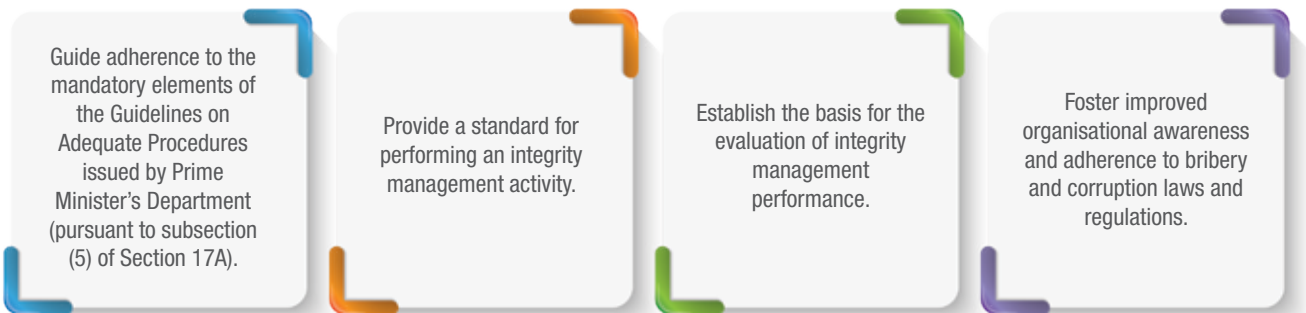 Guide adherence to the
mandatory elements of
the Guidelines on
Adequate Procedures
issued by Prime
Minister’s Department
(pursuant to subsection
(5) of Section 17A).
Provide a standard for
performing an integrity
management activity.
Establish the basis for the
evaluation of integrity
management
performance.
Foster improved
organisational awareness
and adherence to bribery
and corruption laws and
regulations.